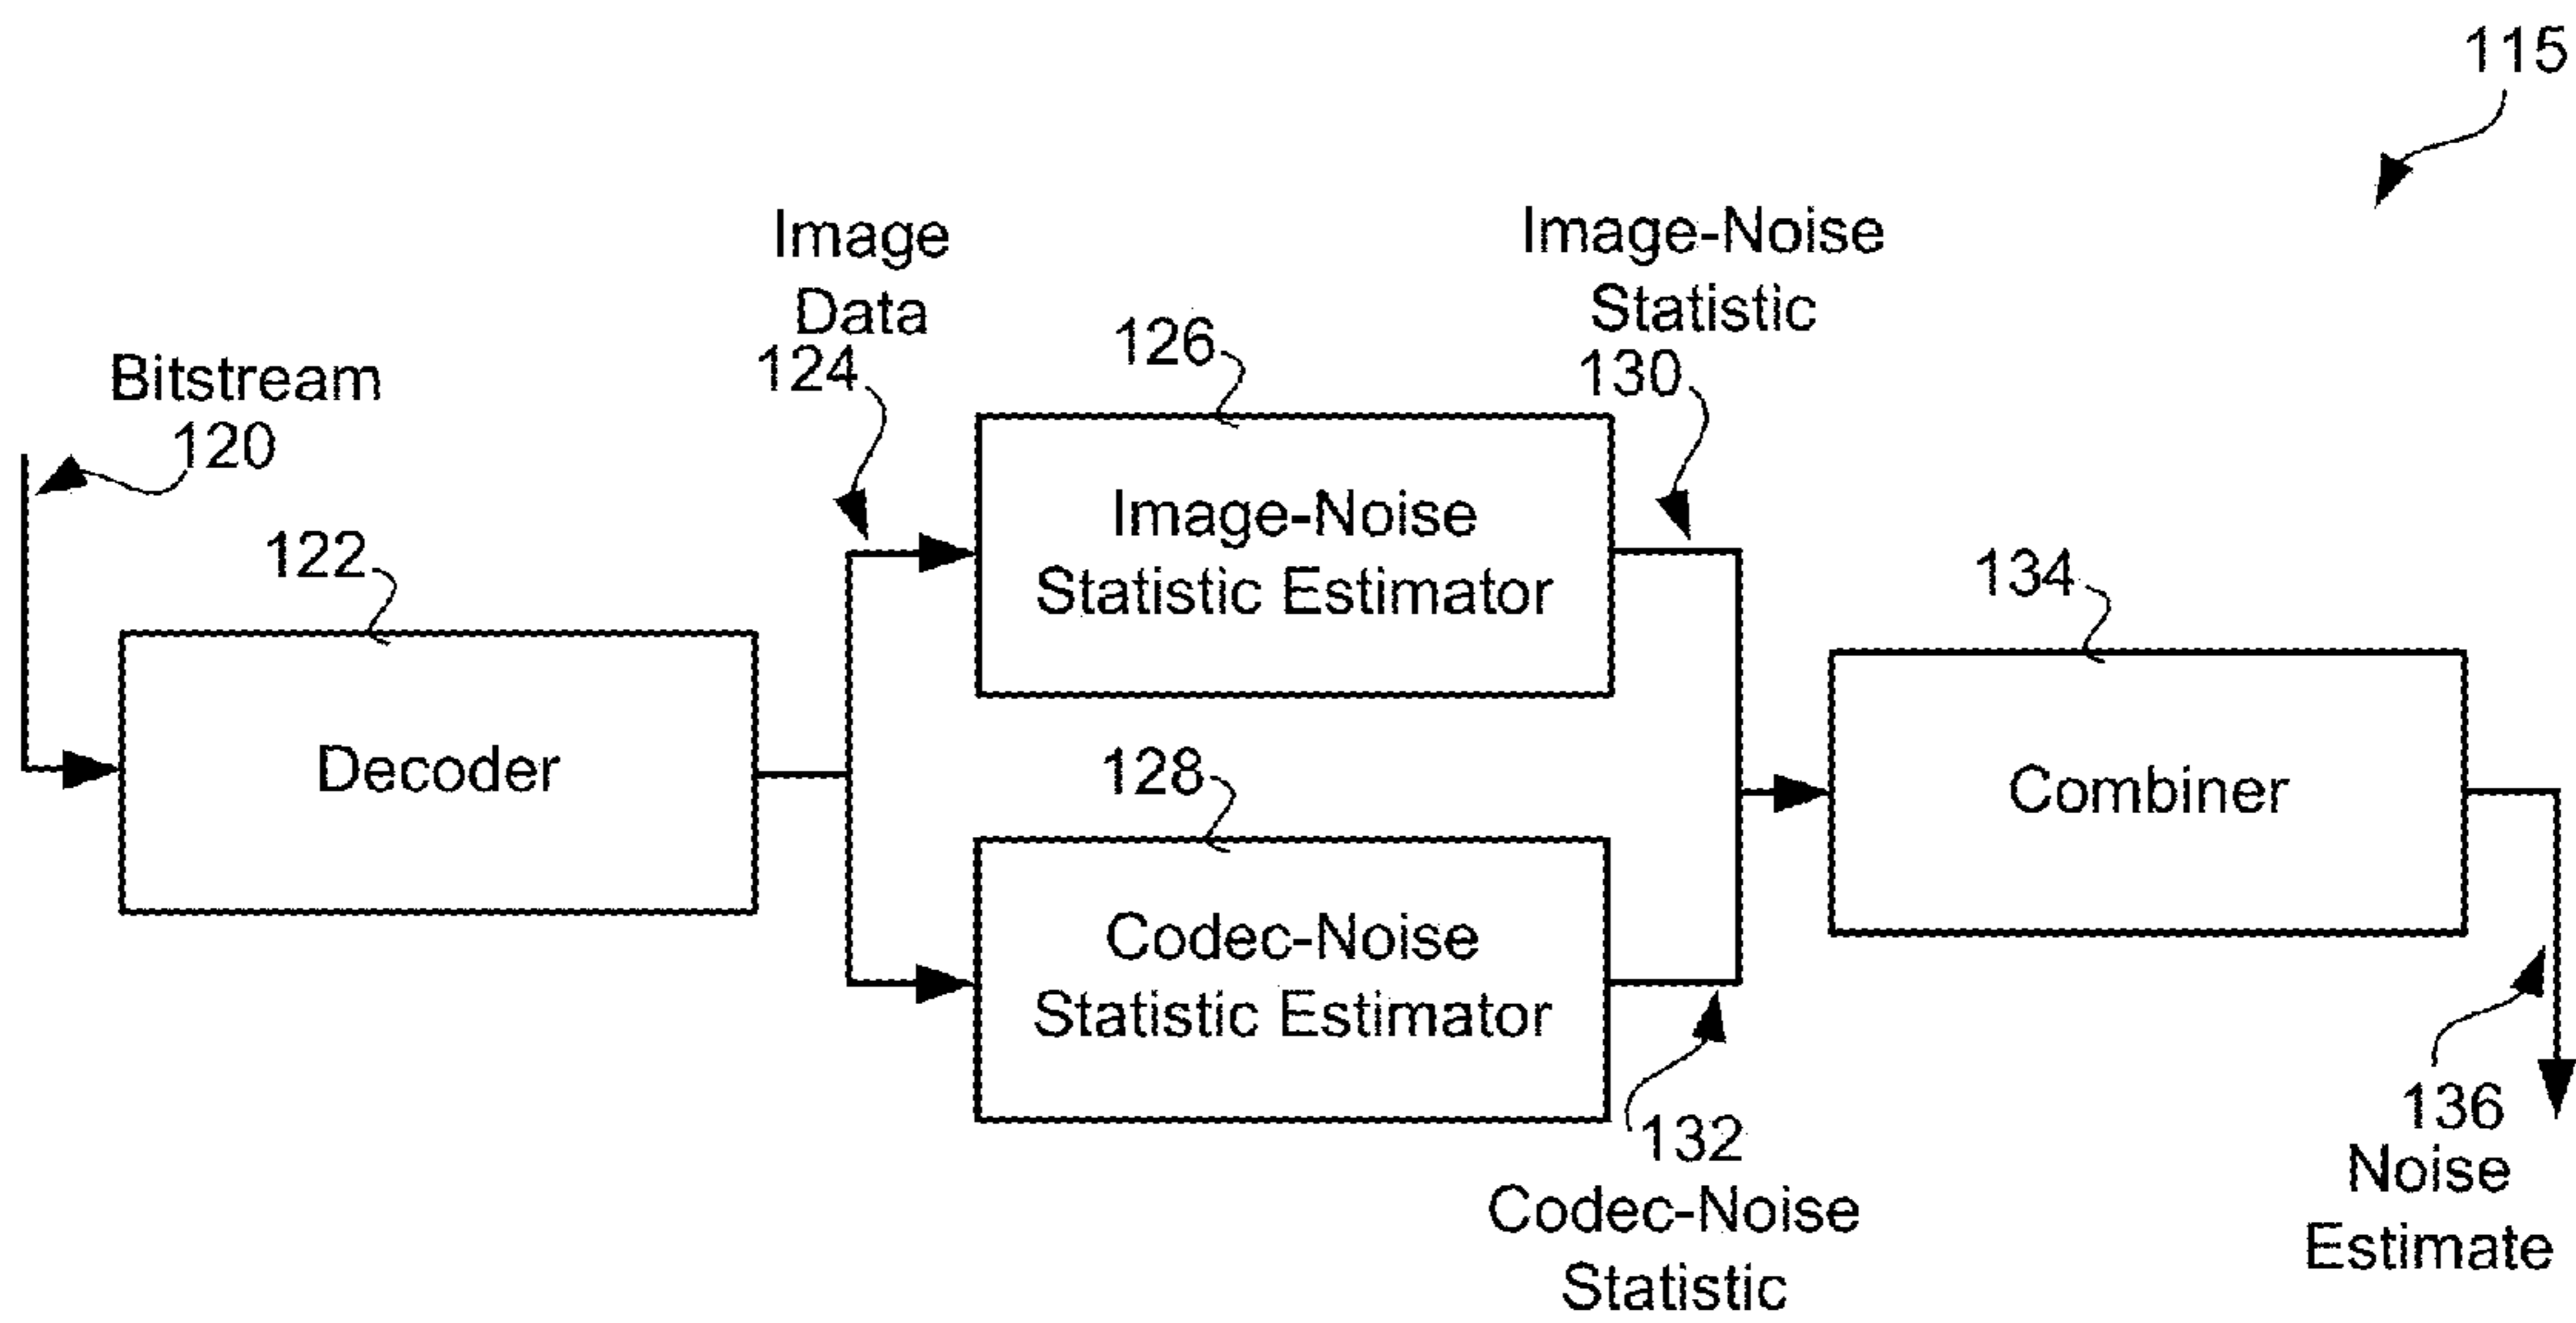 115
Image
Data
124
Image-Noise
Statistic
130
126
Bitstream
120
122
Image-Noise
Statistic Estimator
134
Decoder
128
Combiner
Codec-Noise
Statistic Estimator
132
Codec-Noise
Statistic
136
Noise
Estimate